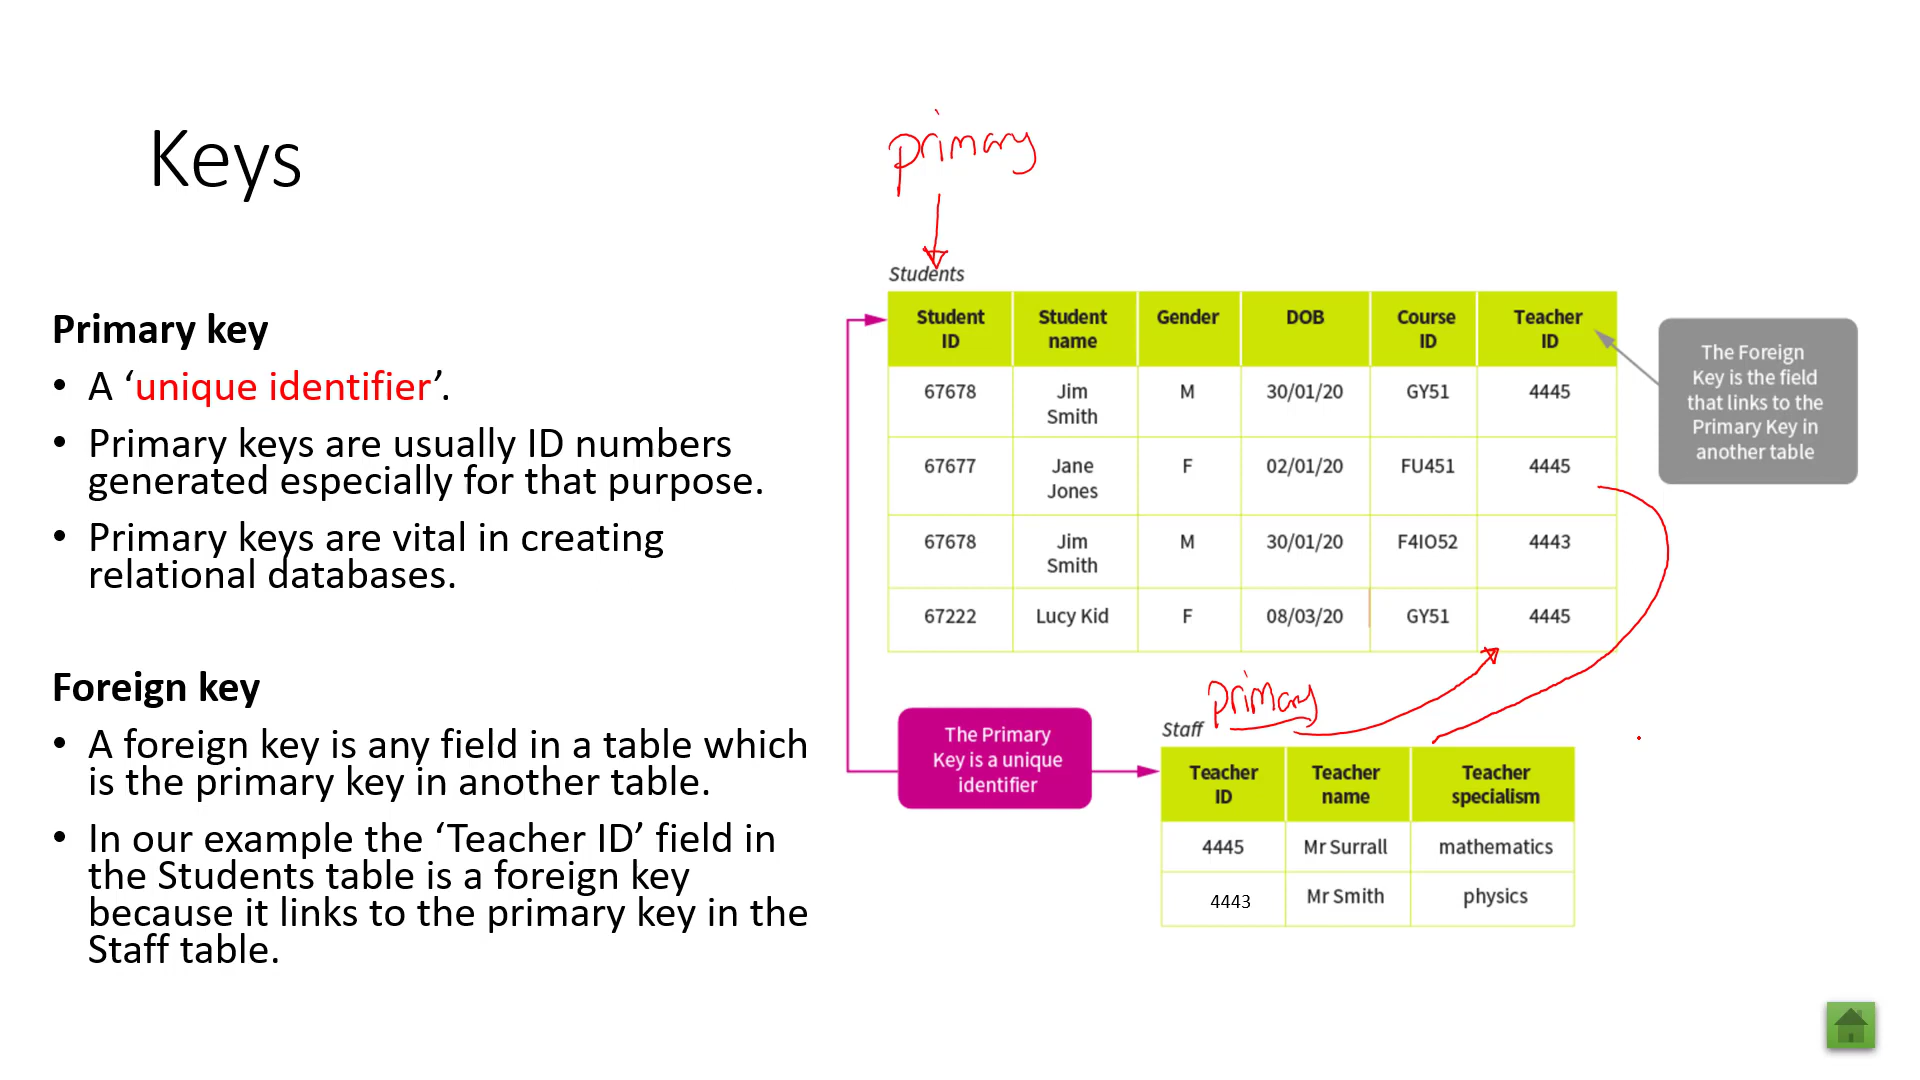 Keys
Primary key
• A ‘unique identifier’.
• Primary keys are usually ID numbers
generated especially for that purpose.
• Primary keys are vital in creating
relational databases.
Foreign key
• A foreign key is any field in a table which
is the primary key in another table.
• In our example the ‘Teacher ID’ field in
the Students table is a foreign key
because it links to the primary key in the
Staff table.
primary
Students
Student ID Student name Gender DOB Course ID Teacher ID
67678 Jim Smith M 30/01/20 GY51 4445
67677 Jane Jones F 02/01/20 FU451 4445
67678 Jim Smith M 30/01/20 F4IO52 4443
67222 Lucy Kid F 08/03/20 GY51 4445
The Foreign
Key is the field
that links to the
Primary Key in
another table
The Primary
Key is a unique
identifier
primary
Staff
Teacher ID Teacher name Teacher specialism
4445 Mr Surrall mathematics
4443 Mr Smith physics